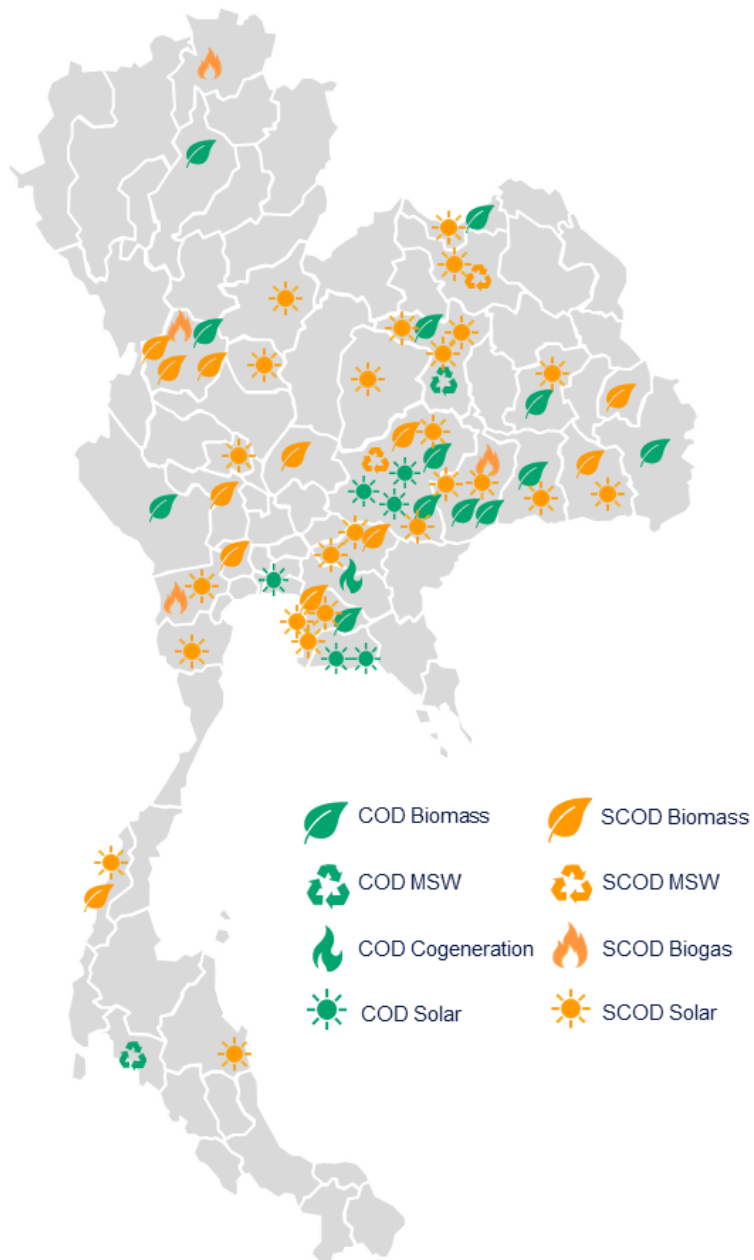 COD Biomass
SCOD Biomass
COD MSW
SCOD MSW
COD Cogeneration
SCOD Biogas
COD Solar
SCOD Solar